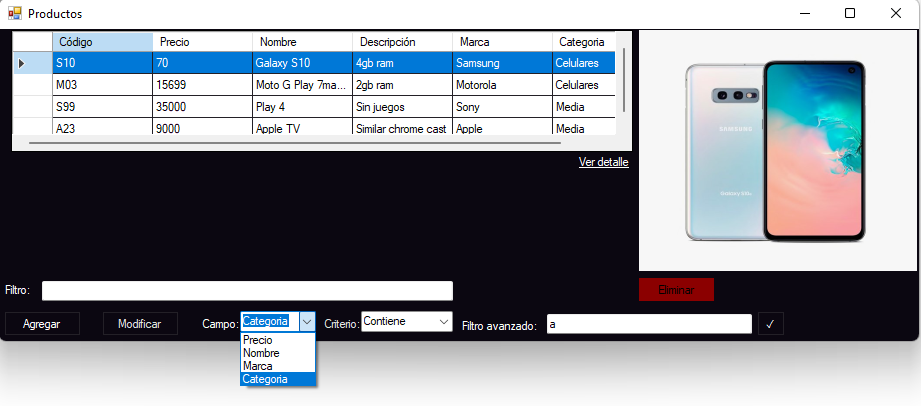 Productos
Código Precio Nombre Descripción Marca Categoria
S10 70 Galaxy S10 4gb ram Samsung Celulares
M03 15699 Moto G Play 7ma... 2gb ram Motorola Celulares
S99 35000 Play 4 Sin juegos Sony Media
A23 9000 Apple TV Similar chrome cast Apple Media
Ver detalle
SAMSUNG
Filtro:
Eliminar
Agregar Modificar Campo: Categoria Criterio: Contiene Filtro avanzado: a ✓
Precio
Nombre
Marca
Categoria